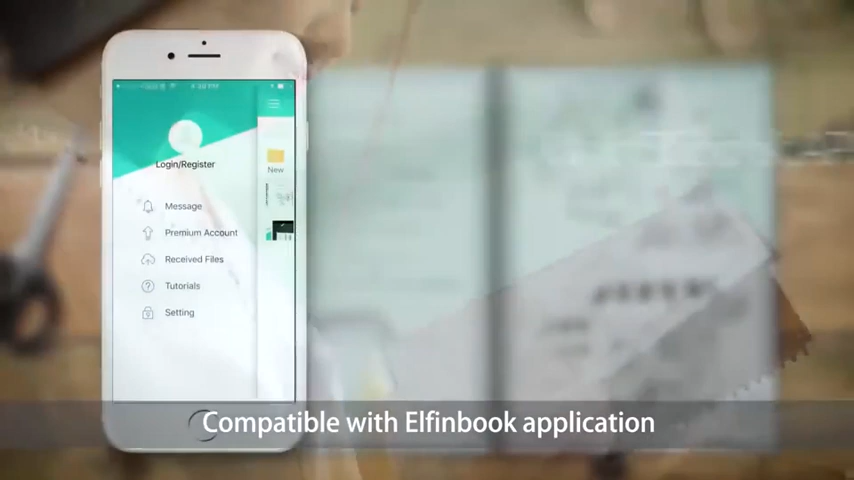 Login/Register
New
Message
Premium Account
Received Files
Tutorials
Setting
Compatible with Elfinbook application